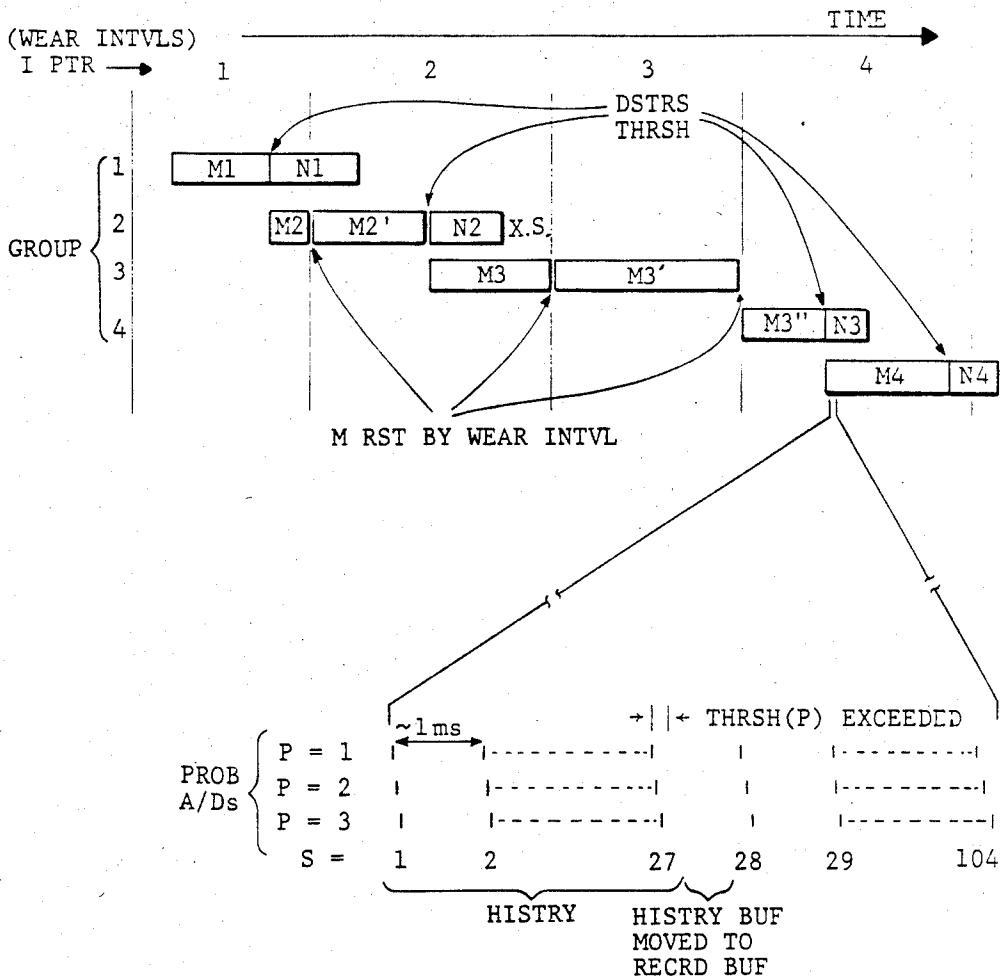 TIME
(WEAR INTVLS)
I PTR
1 2 3 4
DSTRS
THRSH
GROUP
1 M1 N1
2 M2 M2' N2 X.S.
3 M3 M3'
4 M3'' N3
M4 N4
M RST BY WEAR INTVL
~1ms
THRSH(P) EXCEEDED
PROB
A/Ds
P = 1
P = 2
P = 3
S = 1 2 27 28 29 104
HISTRY
HISTRY BUF
MOVED TO
RECRD BUF